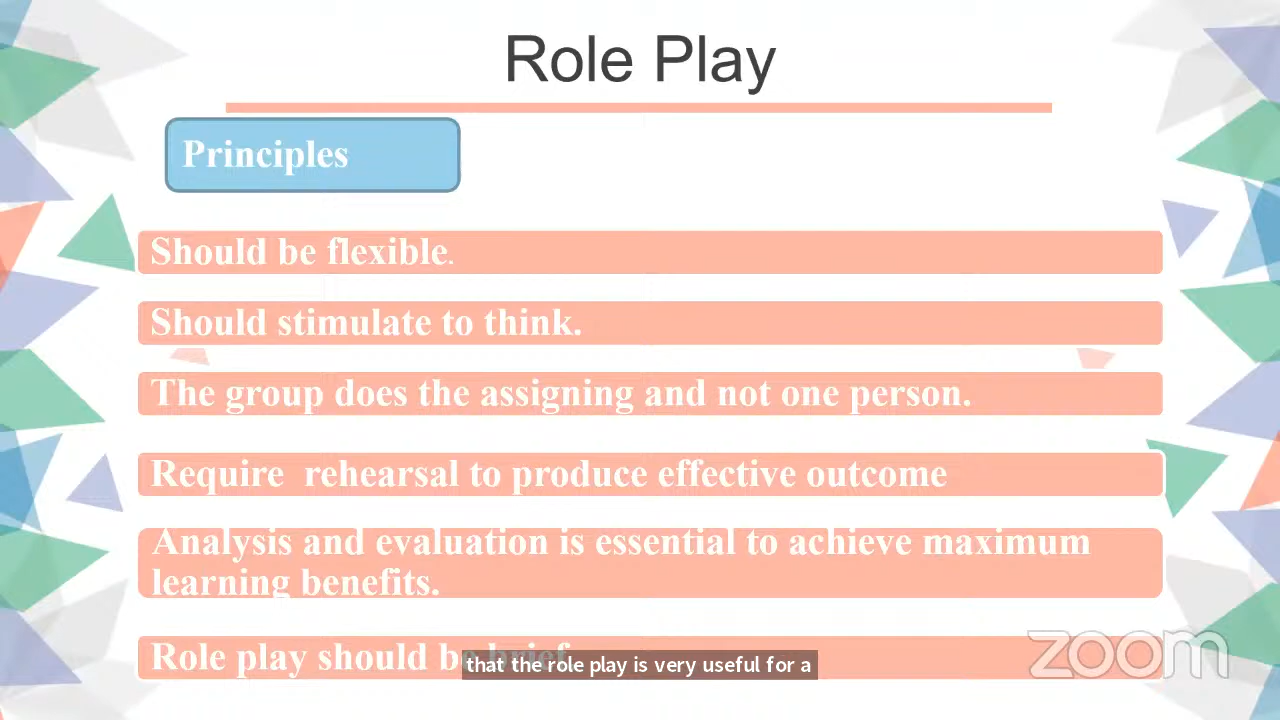 Role Play
Principles
Should be flexible.
Should stimulate to think.
The group does the assigning and not one person.
Require  rehearsal to produce effective outcome
Analysis and evaluation is essential to achieve maximum
learning benefits.
Role play should be brief
that the role play is very useful for a
zoom